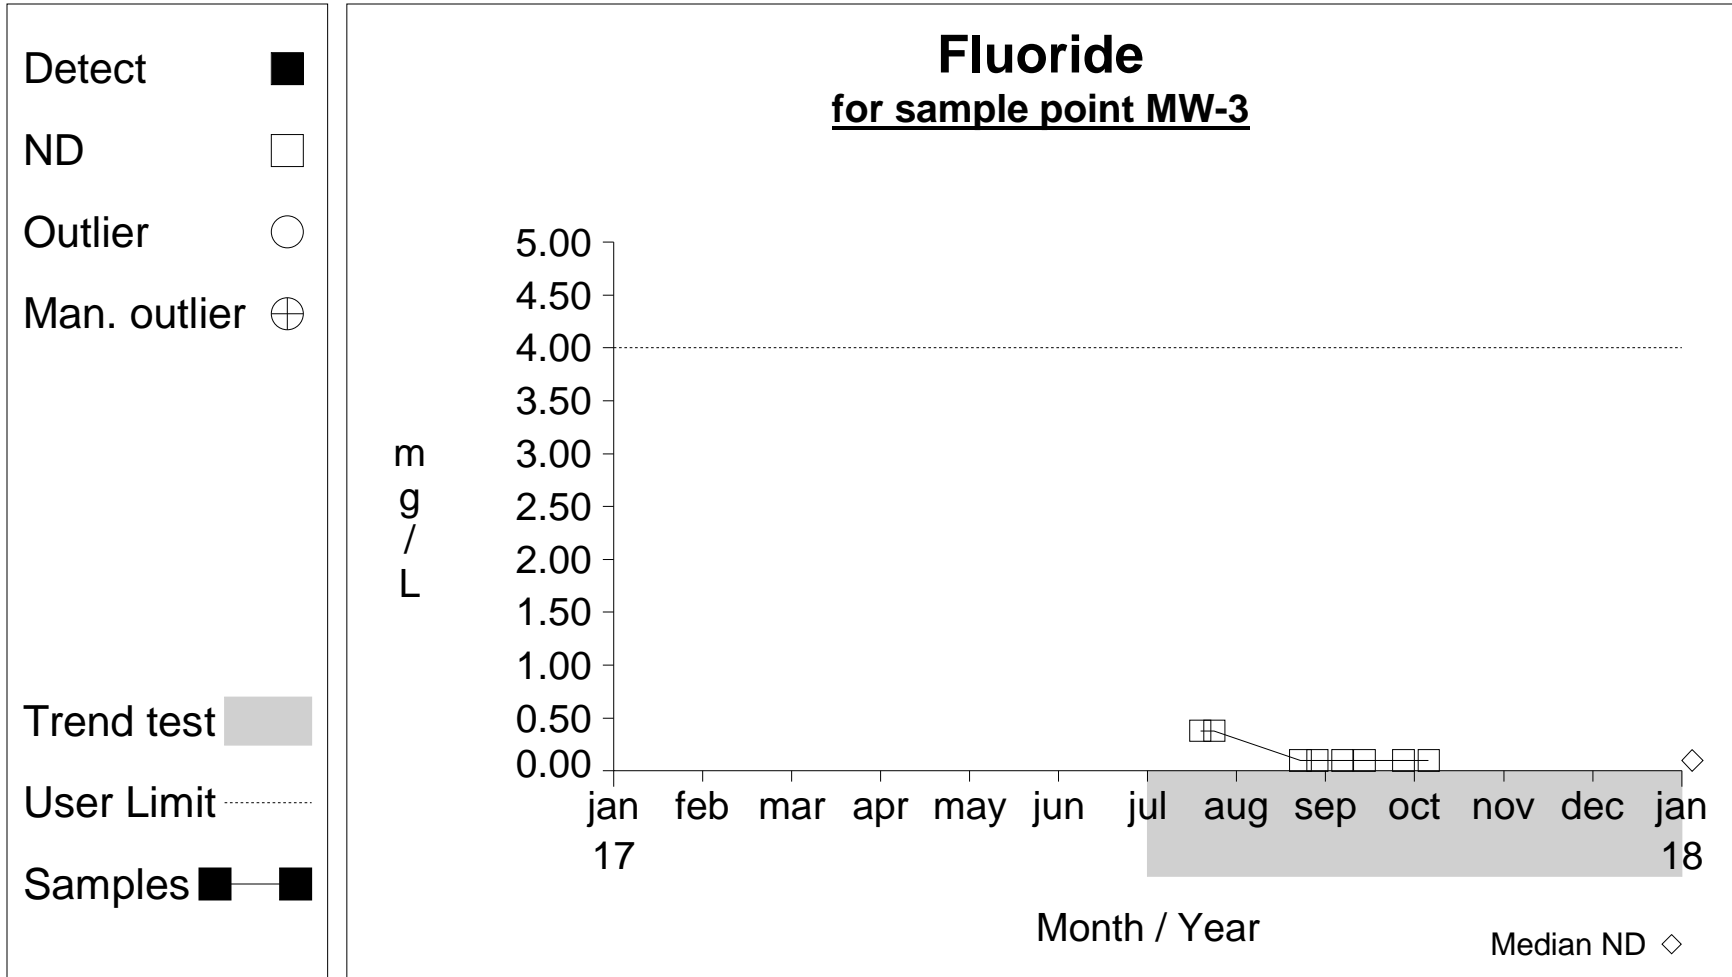 Detect
ND
Outlier
Man. outlier
Trend test
User Limit
Samples
Fluoride
for sample point MW-3
m
g
/
L
5.00
4.50
4.00
3.50
3.00
2.50
2.00
1.50
1.00
0.50
0.00
jan feb mar apr may jun jul aug sep oct nov dec jan
17 18
Month / Year
Median ND